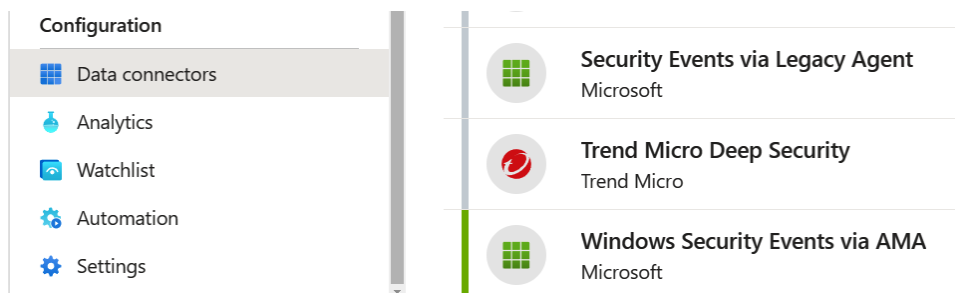 Configuration
Data connectors
Analytics
Watchlist
Automation
Settings
Security Events via Legacy Agent
Microsoft
Trend Micro Deep Security
Trend Micro
Windows Security Events via AMA
Microsoft